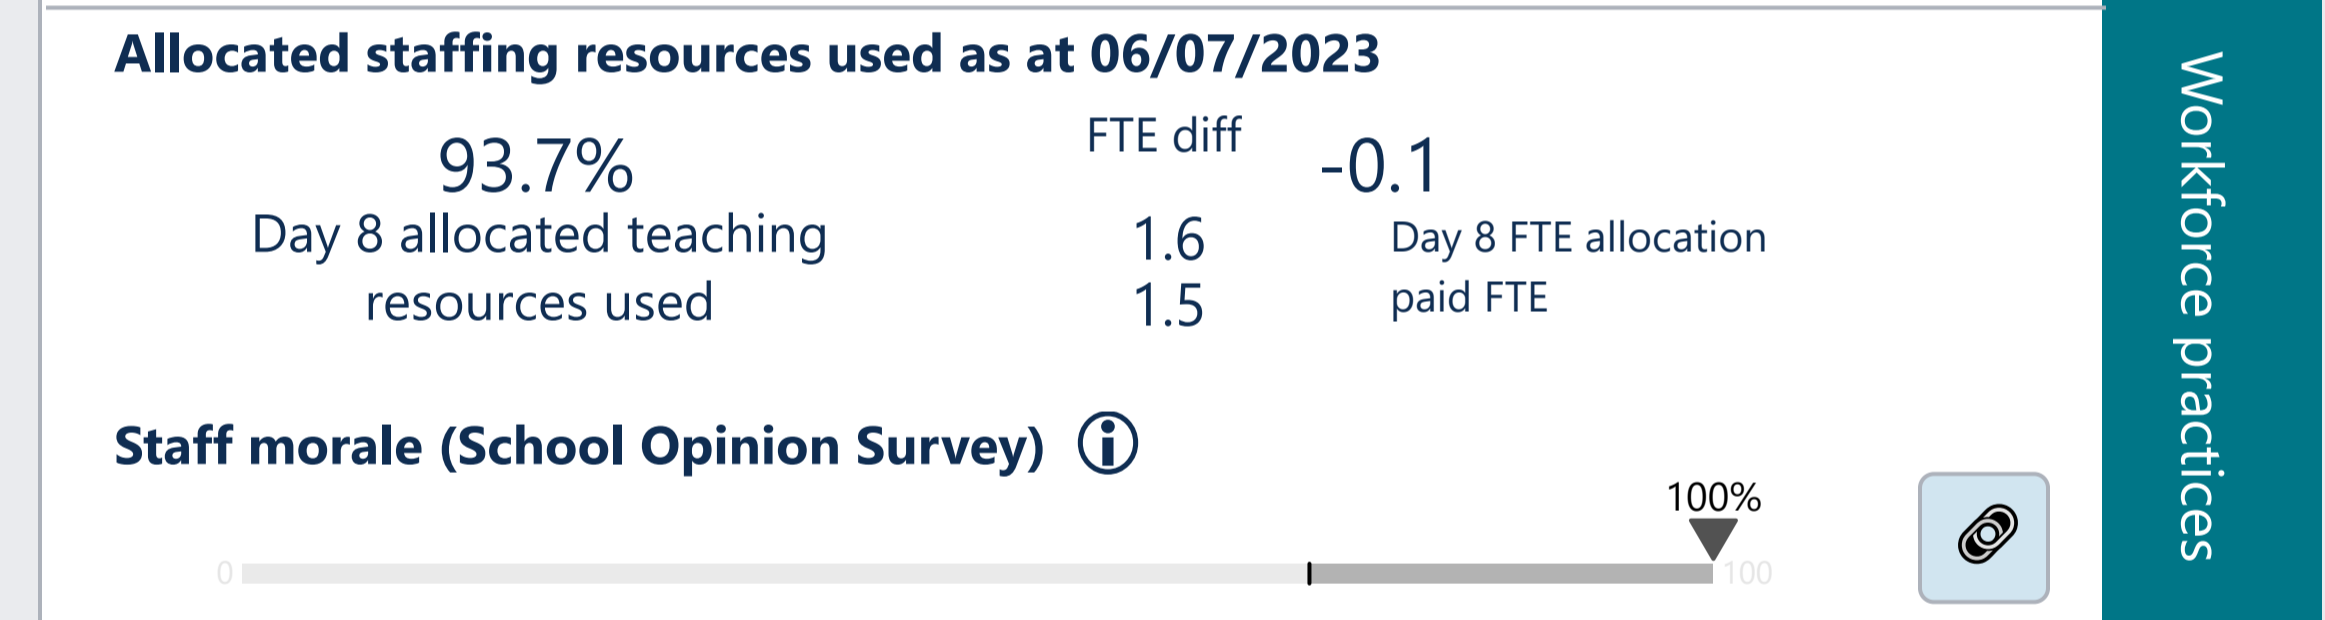 Allocated staffing resources used as at 06/07/2023
93.7%
Day 8 allocated teaching
resources used
FTE diff
-0.1
1.6 Day 8 FTE allocation
1.5 paid FTE
Staff morale (School Opinion Survey)
100%
0
100
Workforce practices